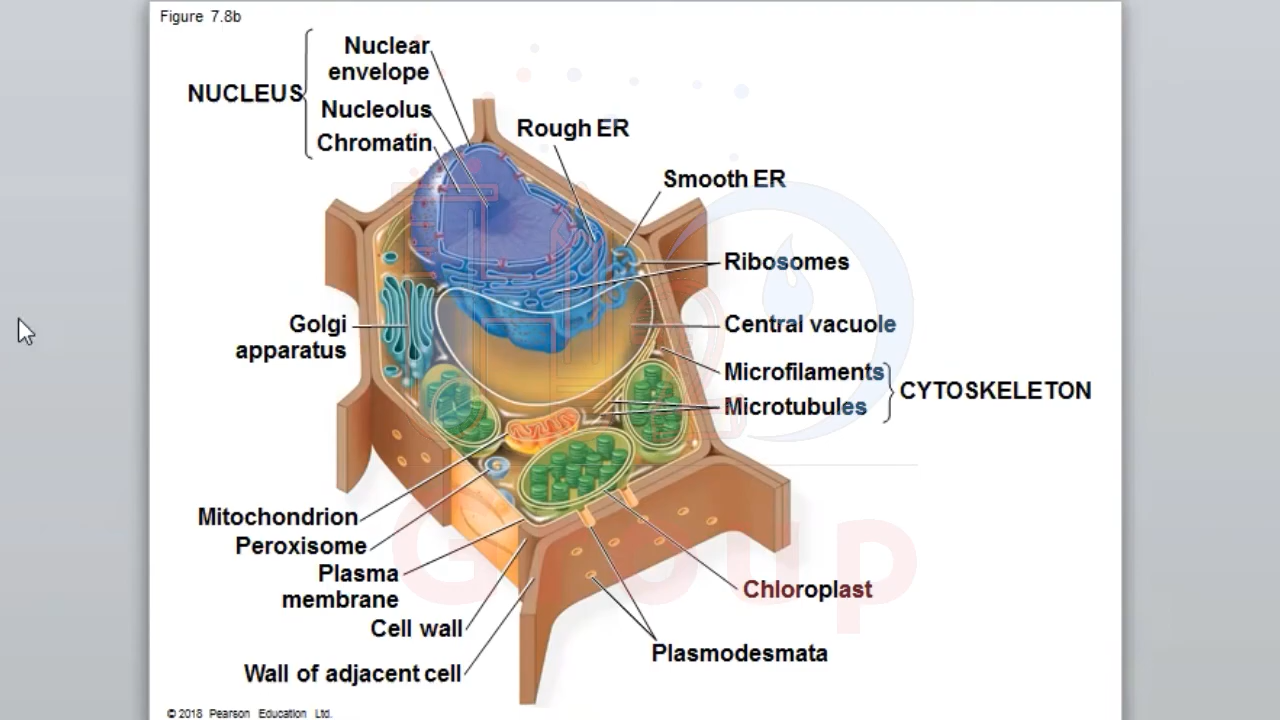 Figure 7.8b
Nuclear
envelope
NUCLEUS
Nucleolus
Chromatin
Rough ER
Smooth ER
Ribosomes
Golgi
apparatus
Central vacuole
Microfilaments
CYTOSKELETON
Microtubules
Mitochondrion
Peroxisome
Plasma
membrane
Cell wall
Wall of adjacent cell
Chloroplast
Plasmodesmata
Group
© 2018 Pearson Education Ltd.